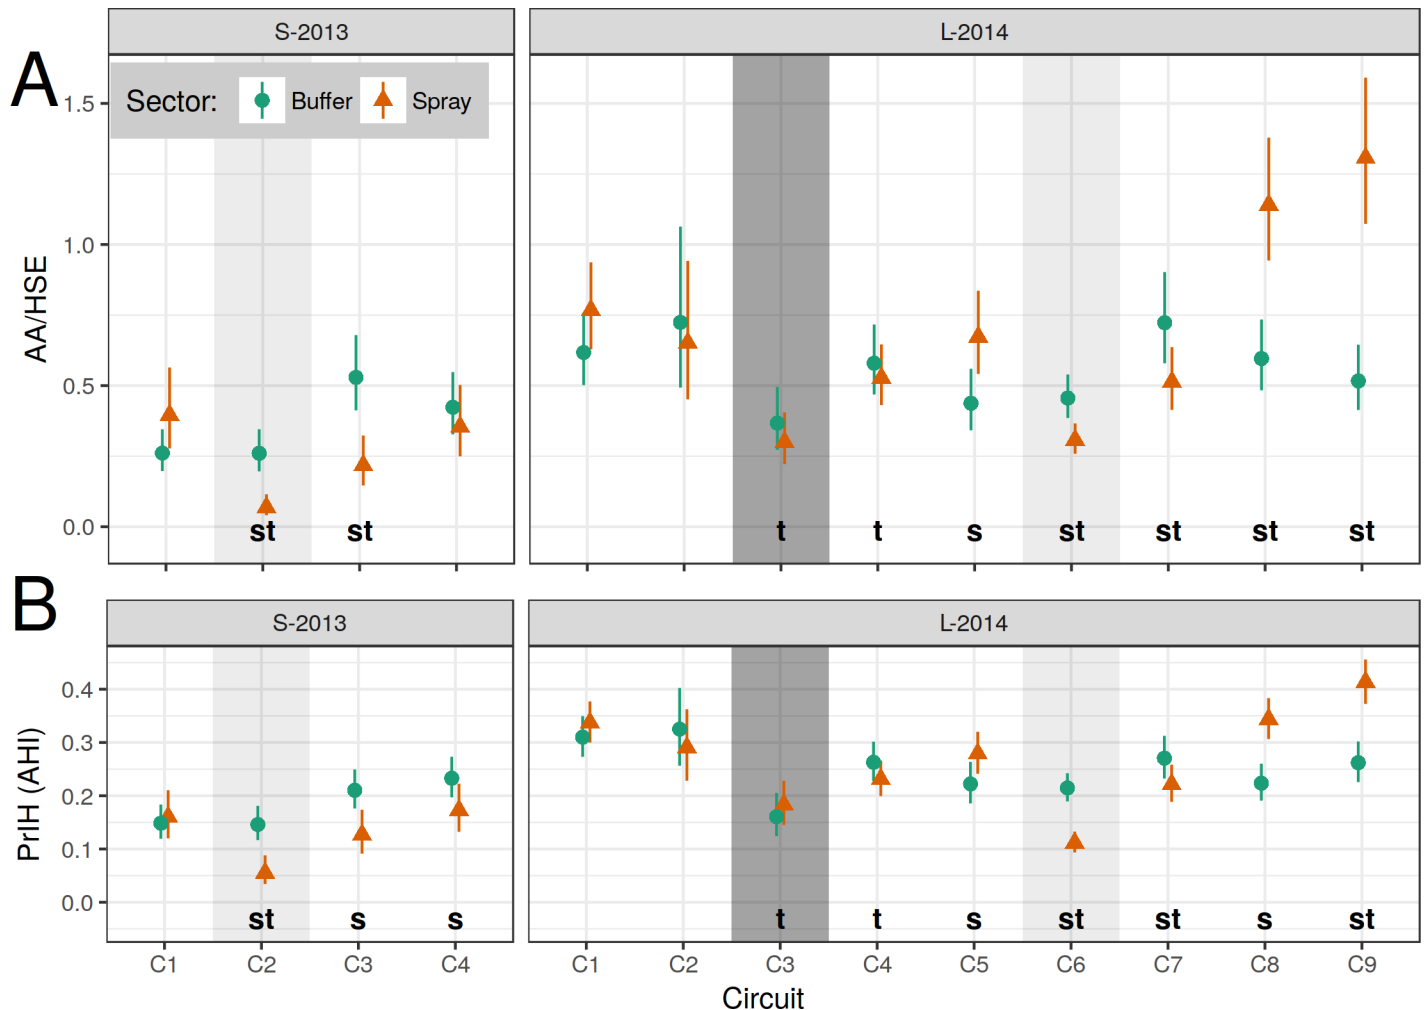 A
S-2013 L-2014
Sector: Buffer Spray
AA/HSE
1.5
1.0
0.5
0.0
st st t t s st st st st
B
S-2013 L-2014
PrIH (AHI)
0.4
0.3
0.2
0.1
0.0
st s s t t s st st s st
C1 C2 C3 C4 C1 C2 C3 C4 C5 C6 C7 C8 C9
Circuit